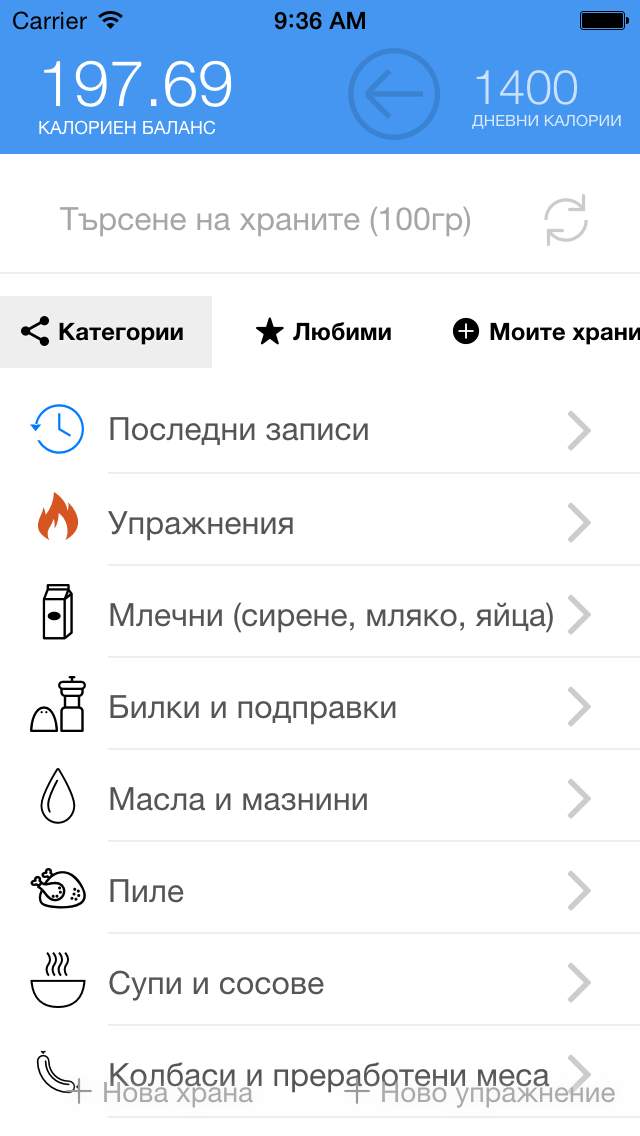 Carrier 9:36 AM
197.69 1400
КАЛОРИЕН БАЛАНС ДНЕВНИ КАЛОРИИ
Търсене на храните (100гр)
Категории Любими Моите храни
Последни записи
Упражнения
Млечни (сирене, мляко, яйца)
Билки и подправки
Масла и мазнини
Пиле
Супи и сосове
Колбаси и преработени меса
+ Нова храна + Ново упражнение